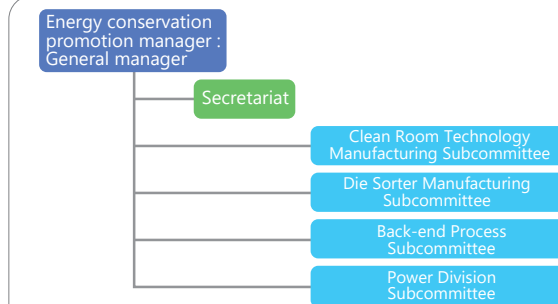 Energy conservation
promotion manager :
General manager
Secretariat
Clean Room Technology
Manufacturing Subcommittee
Die Sorter Manufacturing
Subcommittee
Back-end Process
Subcommittee
Power Division
Subcommittee